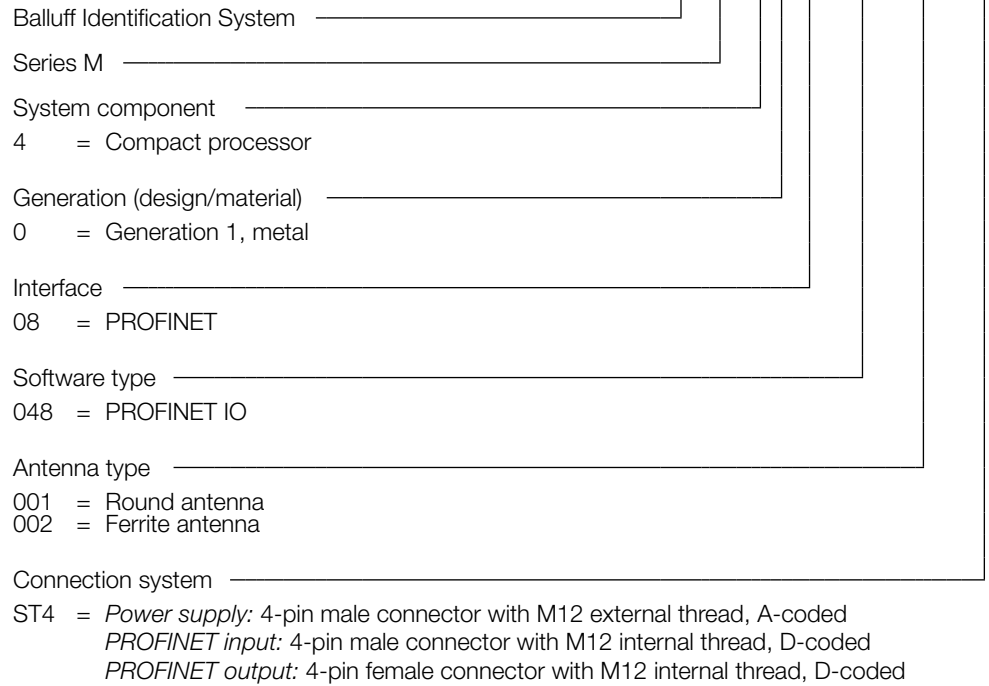 Balluff Identification System
Series M
System component
4 = Compact processor
Generation (design/material)
0 = Generation 1, metal
Interface
08 = PROFINET
Software type
048 = PROFINET IO
Antenna type
001 = Round antenna
002 = Ferrite antenna
Connection system
ST4 = Power supply: 4-pin male connector with M12 external thread, A-coded
PROFINET input: 4-pin male connector with M12 internal thread, D-coded
PROFINET output: 4-pin female connector with M12 internal thread, D-coded